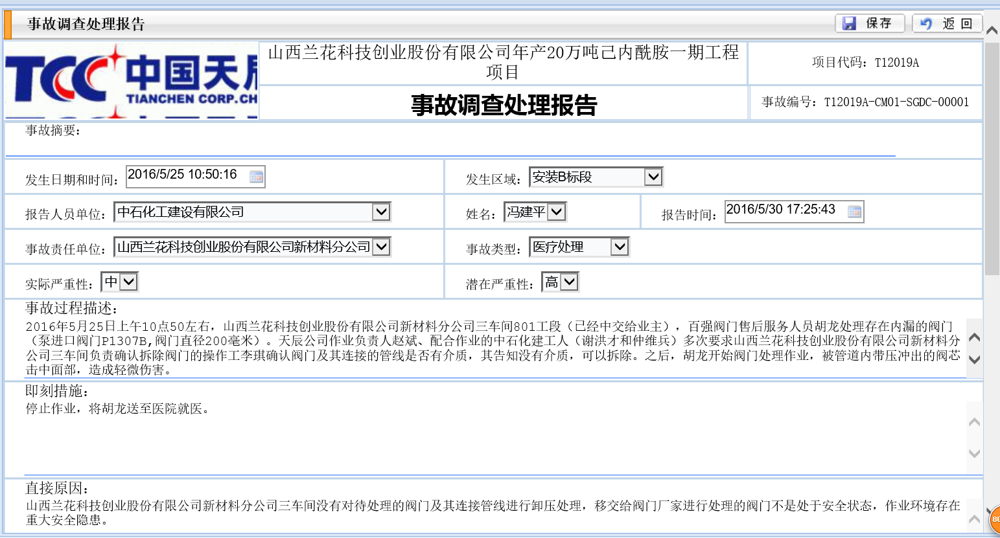 事故调查处理报告
保存
返 回
TCC 中国天
TIANCHEN CORP.CH
山西兰花科技创业股份有限公司年产20万吨己内酰胺一期工程
项目
项目代码：T12019A
事故调查处理报告
事故编号：T12019A-CM01-SGDC-00001
事故摘要：
发生日期和时间：2016/5/25 10:50:16
发生区域：安装B标段
报告人员单位：中石化工建设有限公司
姓名：冯建平
报告时间：2016/5/30 17:25:43
事故责任单位：山西兰花科技创业股份有限公司新材料分公司
事故类型：医疗处理
实际严重性：中
潜在严重性：高
事故过程描述：
2016年5月25日上午10点50左右，山西兰花科技创业股份有限公司新材料分公司三车间801工段（已经中交给业主），百强阀门售后服务人员胡龙处理存在内漏的阀门
（泵进口阀门P1307B,阀门直径200毫米）。天辰公司作业负责人赵斌、配合作业的中石化建工人（谢洪才和仲维兵）多次要求山西兰花科技创业股份有限公司新材料分
公司三车间负责确认拆除阀门的操作工李琪确认阀门及其连接的管线是否有介质，其告知没有介质，可以拆除。之后，胡龙开始阀门处理作业，被管道内带压冲出的阀芯
击中面部，造成轻微伤害。
即刻措施：
停止作业，将胡龙送至医院就医。
直接原因：
山西兰花科技创业股份有限公司新材料分公司三车间没有对待处理的阀门及其连接管线进行卸压处理，移交给阀门厂家进行处理的阀门不是处于安全状态，作业环境存在
重大安全隐患。